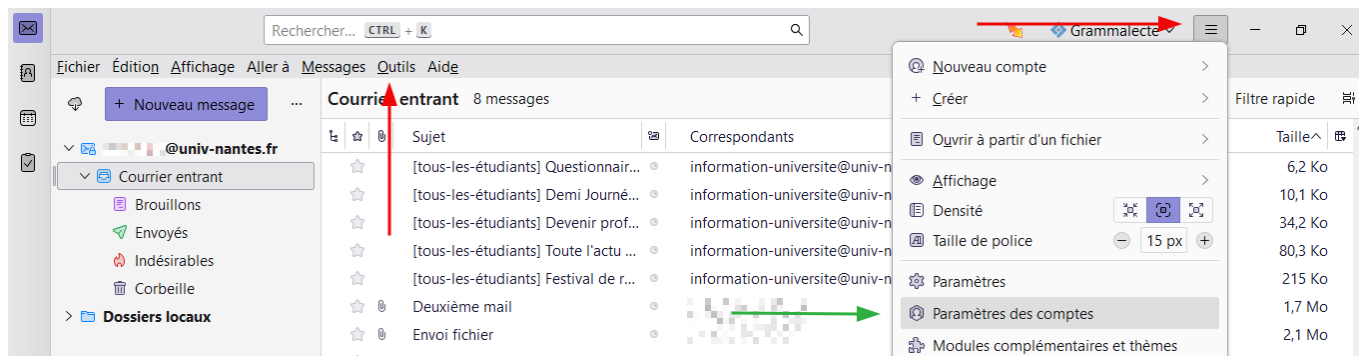 Rechercher... CTRL + K
Grammalecte
Fichier Édition Affichage Aller à Messages Outils Aide
+ Nouveau message ...
Courrier entrant 8 messages
Filtre rapide
Sujet Correspondants Taille
@univ-nantes.fr
Courrier entrant
Brouillons
Envoyés
Indésirables
Corbeille
Dossiers locaux
[tous-les-étudiants] Questionnair... information-universite@univ-n 6,2 Ko
[tous-les-étudiants] Demi Journé... information-universite@univ-n 10,1 Ko
[tous-les-étudiants] Devenir prof... information-universite@univ-n 34,2 Ko
[tous-les-étudiants] Toute l'actu ... information-universite@univ-n 80,3 Ko
[tous-les-étudiants] Festival de r... information-universite@univ-n 215 Ko
Deuxième mail 1,7 Mo
Envoi fichier 2,1 Mo
Nouveau compte
+ Créer
Ouvrir à partir d'un fichier
Affichage
Densité
Taille de police 15 px
Paramètres
Paramètres des comptes
Modules complémentaires et thèmes